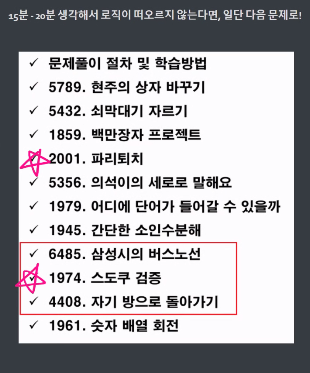 15분 - 20분 생각해서 로직이 떠오르지 않는다면, 일단 다음 문제로!
✓ 문제풀이 절차 및 학습방법
✓ 5789. 현주의 상자 바꾸기
✓ 5432. 쇠막대기 자르기
✓ 1859. 백만장자 프로젝트
✓ 2001. 파리퇴치
✓ 5356. 의석이의 세로로 말해요
✓ 1979. 어디에 단어가 들어갈 수 있을까
✓ 1945. 간단한 소인수분해
✓ 6485. 삼성시의 버스노선
✓ 1974. 스도쿠 검증
✓ 4408. 자기 방으로 돌아가기
✓ 1961. 숫자 배열 회전